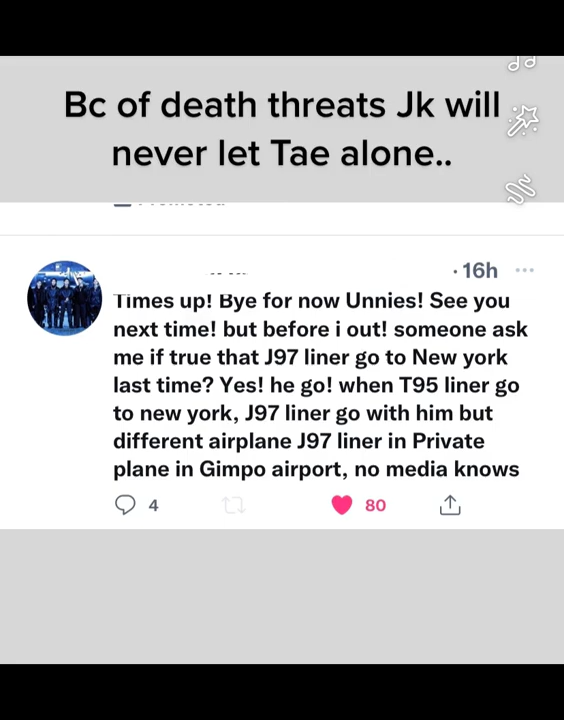 Bc of death threats Jk will
never let Tae alone..
· 16h
Times up! Bye for now Unnies! See you
next time! but before i out! someone ask
me if true that J97 liner go to New york
last time? Yes! he go! when T95 liner go
to new york, J97 liner go with him but
different airplane J97 liner in Private
plane in Gimpo airport, no media knows
4 80